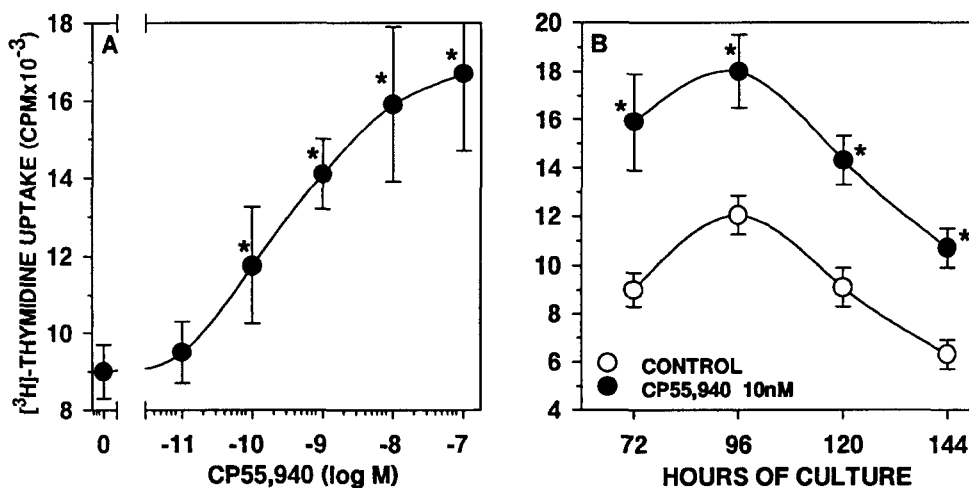 A
[³H]-THYMIDINE UPTAKE (CPMx10⁻³)
18
16
14
12
10
8
0 -11 -10 -9 -8 -7
CP55,940 (log M)
* * * *
B
20
18
16
14
12
10
8
6
4
* * * *
CONTROL
CP55,940 10nM
72 96 120 144
HOURS OF CULTURE